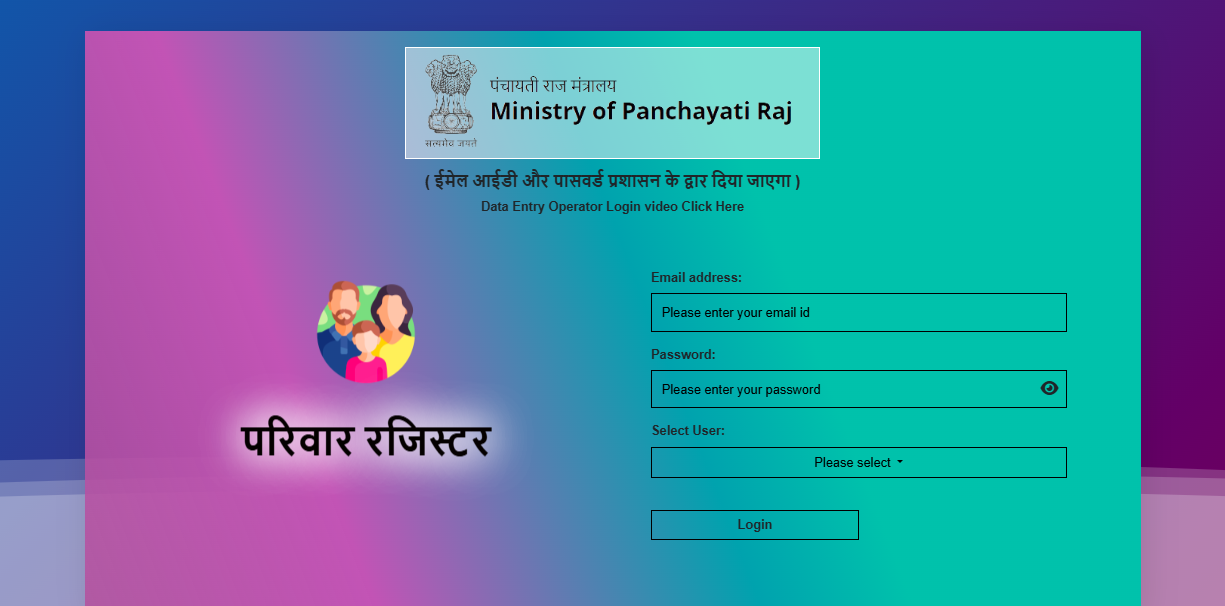 पंचायती राज मंत्रालय
Ministry of Panchayati Raj
सत्यमेव जयते
( ईमेल आईडी और पासवर्ड प्रशासन के द्वार दिया जाएगा )
Data Entry Operator Login video Click Here
परिवार रजिस्टर
Email address:
Please enter your email id
Password:
Please enter your password
Select User:
Please select
Login